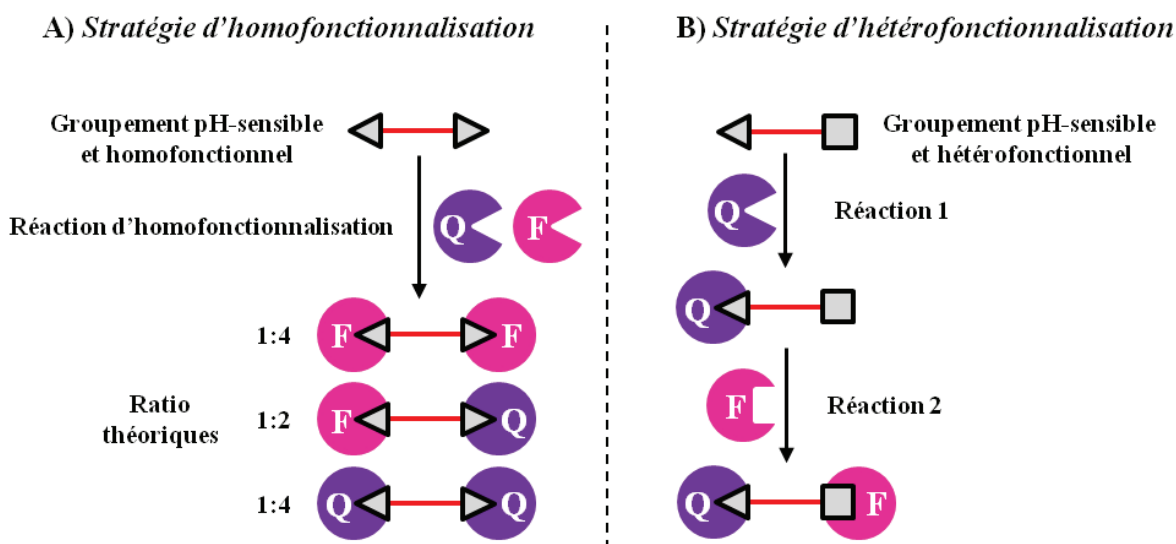 A) Stratégie d'homofonctionnalisation
Groupement pH-sensible
et homofonctionnel
Réaction d'homofonctionnalisation
Q F
1:4
F F
Ratio
théoriques
1:2
F Q
1:4
Q Q
B) Stratégie d'hétérofonctionnalisation
Groupement pH-sensible
et hétérofonctionnel
Q
Réaction 1
Q
F
Réaction 2
Q F